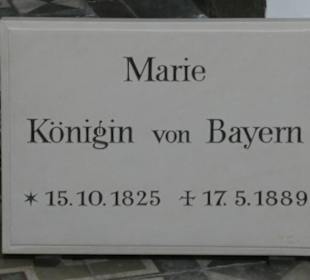 Marie
Königin von Bayern
* 15.10.1825 ✝ 17.5.1889